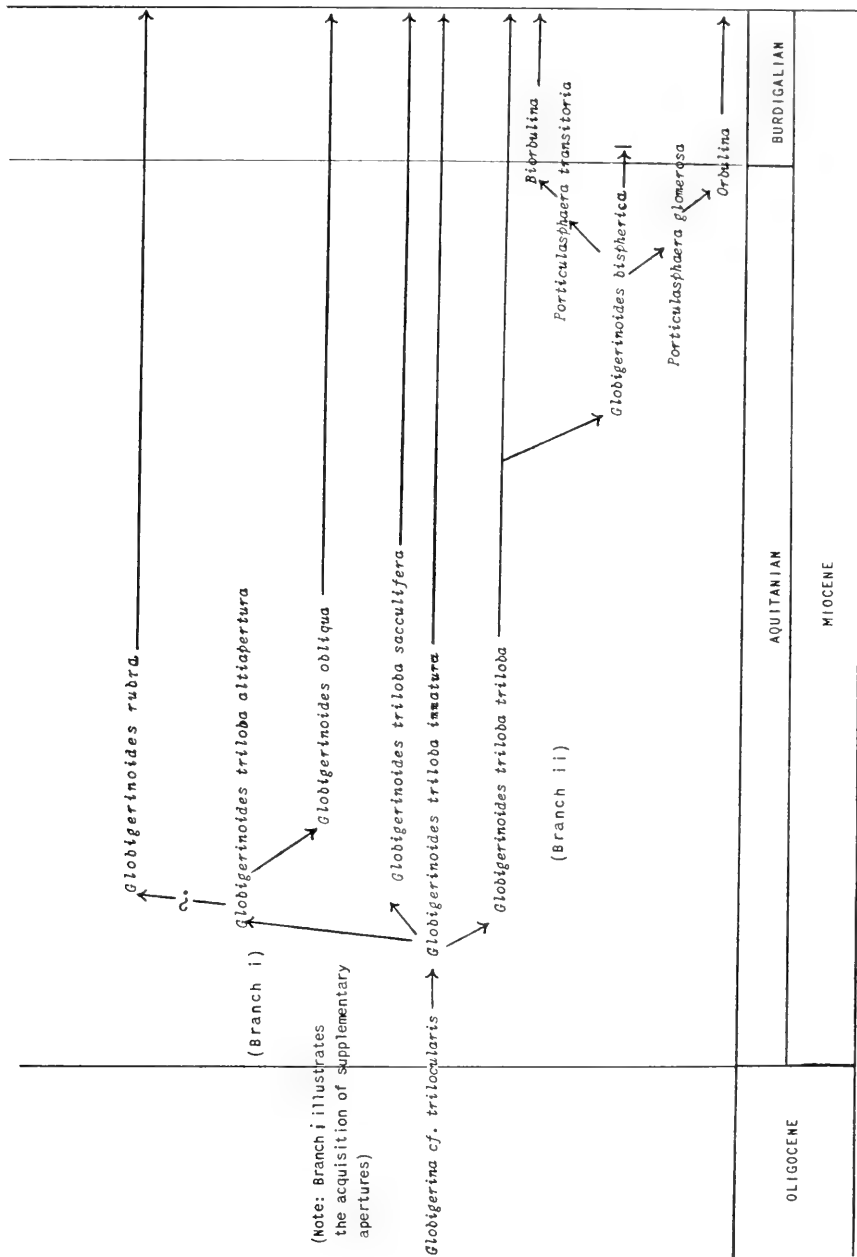 Globigerinoides rubra
?
Globigerinoides triloba altiapertura
(Branch i)
Globigerinoides obliqua
(Note: Branch i illustrates
the acquisition of supplementary
apertures)
Globigerinoides triloba sacculifera
Globigerina cf. trilocularis
Globigerinoides triloba immatura
Globigerinoides triloba triloba
(Branch ii)
Biorbulina
Porticulasphaera transitoria
Globigerinoides bispherica
Porticulasphaera glomerosa
Orbulina
OLIGOCENE
AQUITANIAN
BURDIGALIAN
MIOCENE